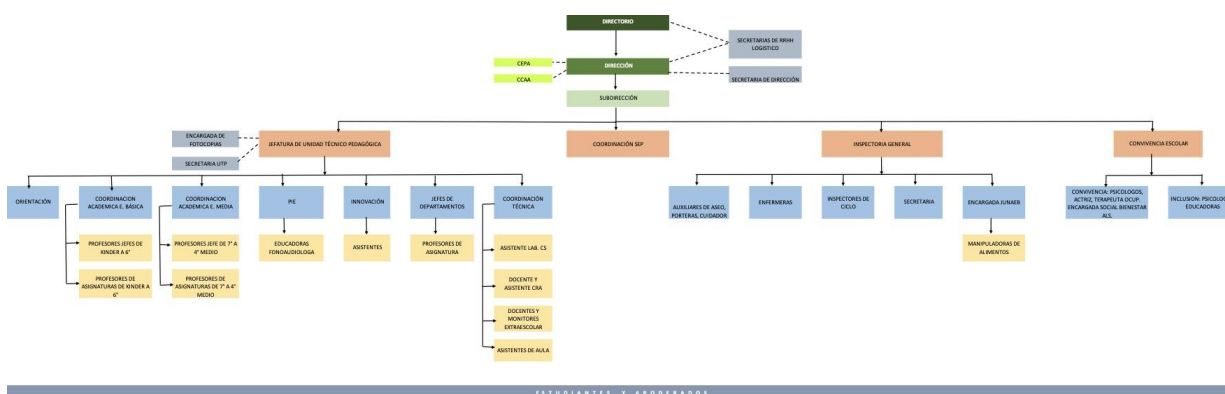 DIRECTORIO
SECRETARIAS DE RRHH
LOGISTICO
CEPA
DIRECCIÓN
CCAA
SECRETARIA DE DIRECCIÓN
SUBDIRECCIÓN
ENCARGADA DE
FOTOCOPIAS
SECRETARIA UTP
JEFATURA DE UNIDAD TÉCNICO PEDAGÓGICA
COORDINACIÓN SEP
INSPECTORIA GENERAL
CONVIVENCIA ESCOLAR
ORIENTACIÓN
COORDINACION
ACADEMICA E. BÁSICA
COORDINACION
ACADEMICA E. MEDIA
PIE
INNOVACIÓN
JEFES DE
DEPARTAMENTOS
COORDINACIÓN
TÉCNICA
AUXILIARES DE ASEO,
PORTERAS, CUIDADOR
ENFERMERAS
INSPECTORES DE
CICLO
SECRETARIA
ENCARGADA JUNAEB
CONVIVENCIA: PSICOLOGOS,
ACTRIZ, TERAPEUTA OCUP.
ENCARGADA SOCIAL BIENESTAR
ALS.
INCLUSION: PSICOLO
EDUCADORAS
PROFESORES JEFES DE
KINDER A 6°
PROFESORES JEFE DE 7° A
4° MEDIO
EDUCADORAS
FONOAUDIOLOGA
ASISTENTES
PROFESORES DE
ASIGNATURA
ASISTENTE LAB. CS
MANIPULADORAS DE
ALIMENTOS
PROFESORES DE
ASIGNATURAS DE KINDER A
6°
PROFESORES DE
ASIGNATURAS DE 7° A 4°
MEDIO
DOCENTE Y
ASISTENTE CRA
DOCENTES Y
MONITORES
EXTRAESCOLAR
ASISTENTES DE AULA
ESTUDIANTES Y APODERADOS